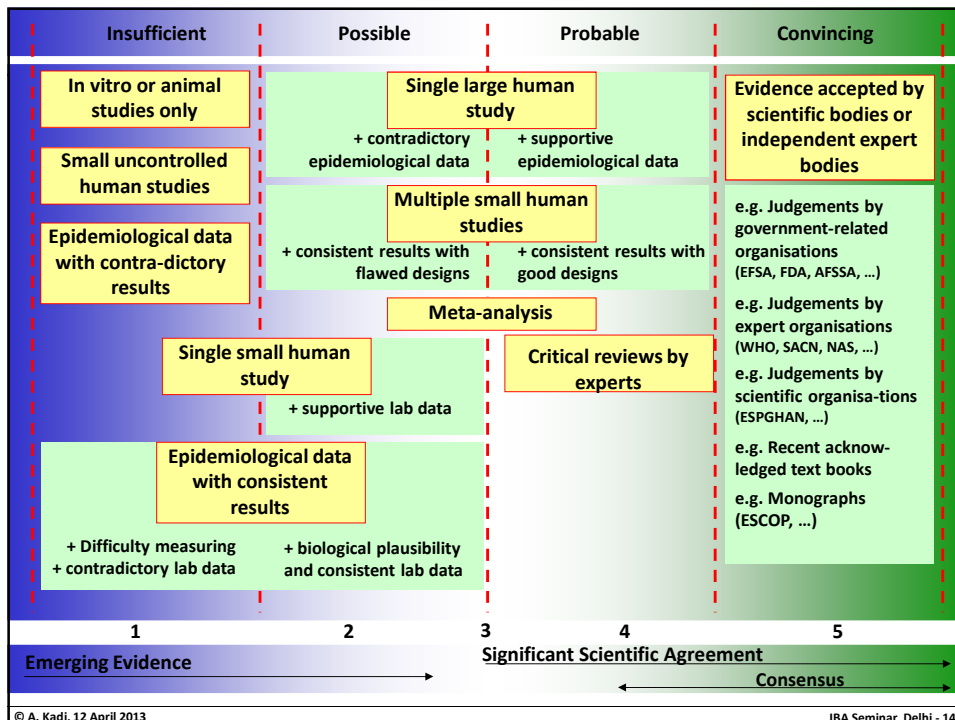 Insufficient
Possible
Probable
Convincing
In vitro or animal
studies only
Small uncontrolled
human studies
Epidemiological data
with contra-dictory
results
Single large human
study
+ contradictory
epidemiological data
+ supportive
epidemiological data
Multiple small human
studies
+ consistent results with
flawed designs
+ consistent results with
good designs
Meta-analysis
Single small human
study
+ supportive lab data
Critical reviews by
experts
Epidemiological data
with consistent
results
+ Difficulty measuring
+ contradictory lab data
+ biological plausibility
and consistent lab data
Evidence accepted by
scientific bodies or
independent expert
bodies
e.g. Judgements by
government-related
organisations
(EFSA, FDA, AFSSA, ...)
e.g. Judgements by
expert organisations
(WHO, SACN, NAS, ...)
e.g. Judgements by
scientific organisa-tions
(ESPGHAN, ...)
e.g. Recent acknow-
ledged text books
e.g. Monographs
(ESCOP, ...)
1
2
3
4
5
Emerging Evidence
Significant Scientific Agreement
Consensus
© A. Kadi, 12 April 2013
IBA Seminar, Delhi - 14